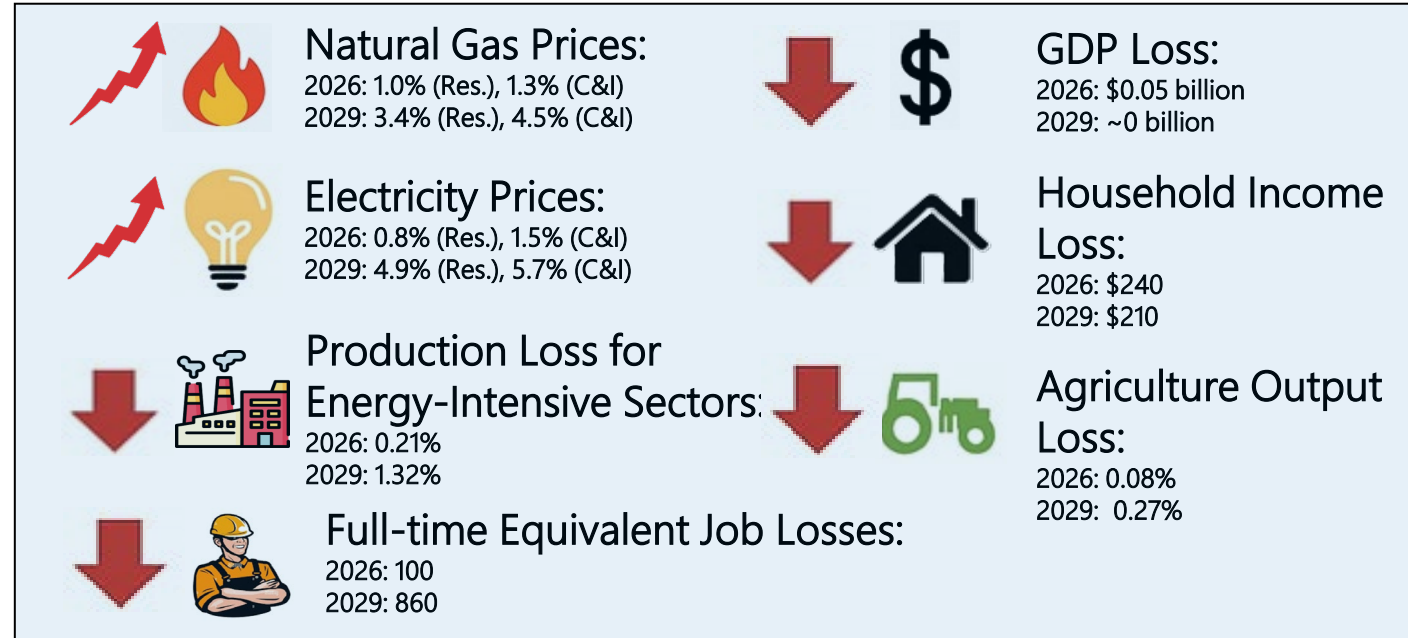 Natural Gas Prices:
2026: 1.0% (Res.), 1.3% (C&I)
2029: 3.4% (Res.), 4.5% (C&I)
Electricity Prices:
2026: 0.8% (Res.), 1.5% (C&I)
2029: 4.9% (Res.), 5.7% (C&I)
Production Loss for
Energy-Intensive Sectors:
2026: 0.21%
2029: 1.32%
Full-time Equivalent Job Losses:
2026: 100
2029: 860
$
GDP Loss:
2026: $0.05 billion
2029: ~0 billion
Household Income
Loss:
2026: $240
2029: $210
Agriculture Output
Loss:
2026: 0.08%
2029:  0.27%